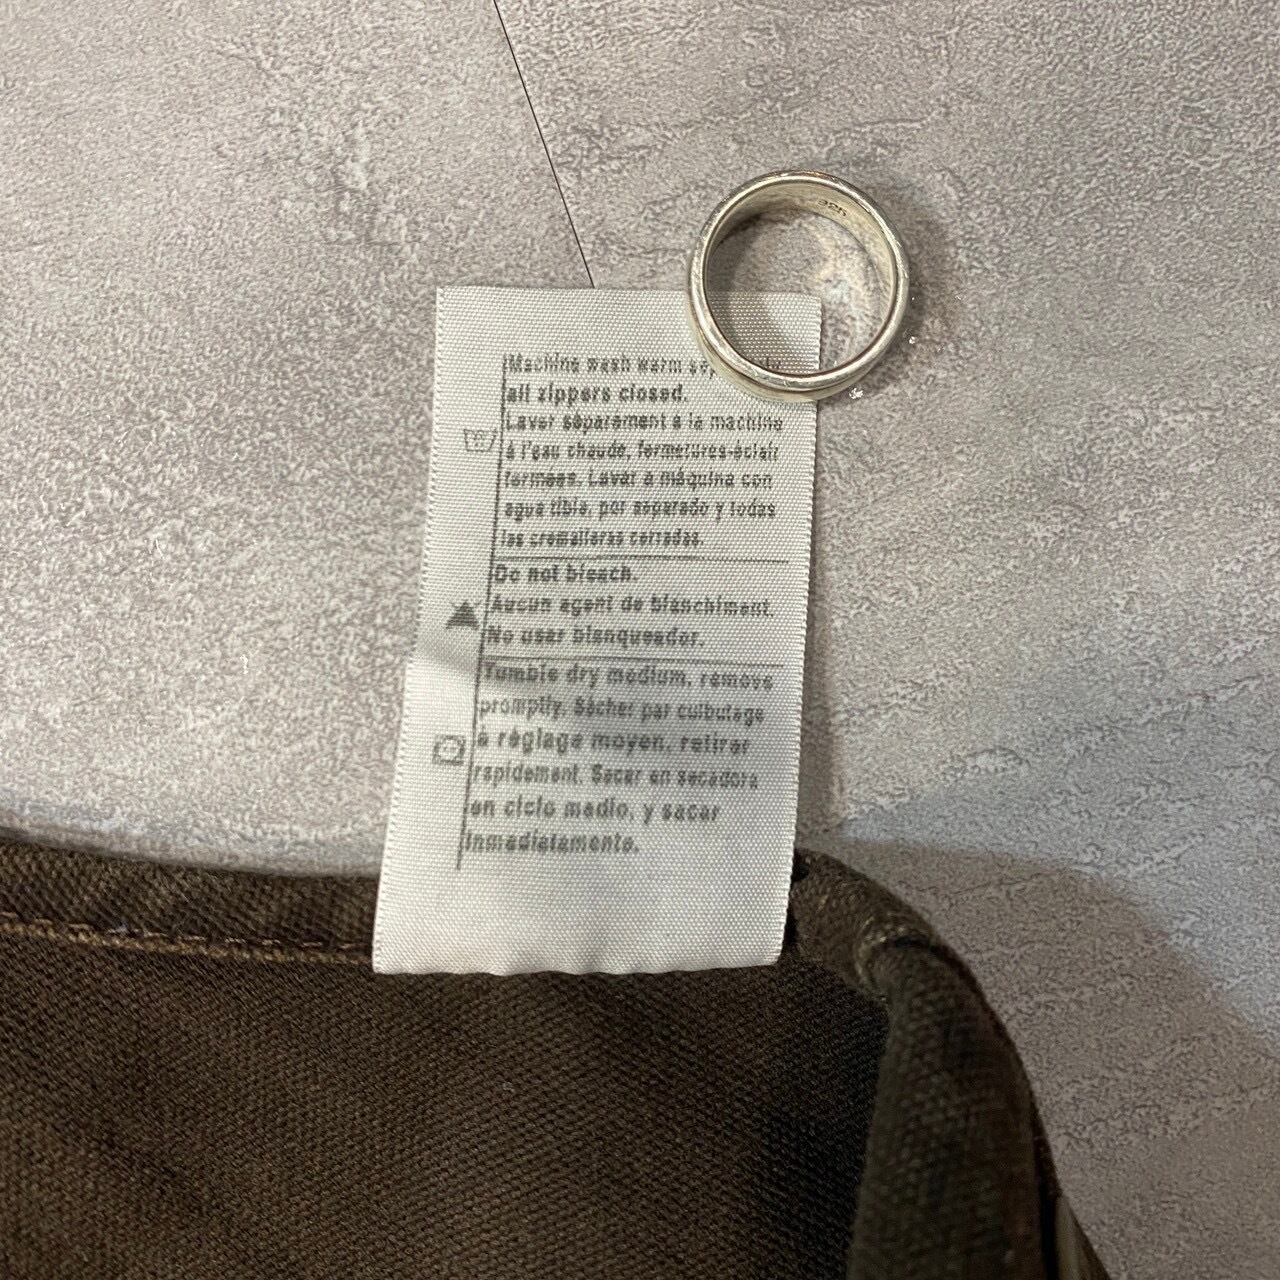 925
Machine wash warm
all zippers closed.
Laver séparément à la machine
à l'eau chaude, fermetures-éclair
fermées. Lavar a máquina con
agua tibia, por separado y todas
las cremalleras cerradas.
Do not bleach.
Aucun agent de blanchiment.
No usar blanqueador.
Tumble dry medium, remove
promptly. Sécher par culbutage
à réglage moyen, retirer
rapidement. Secar en secadora
en ciclo medio, y sacar
inmediatamente.